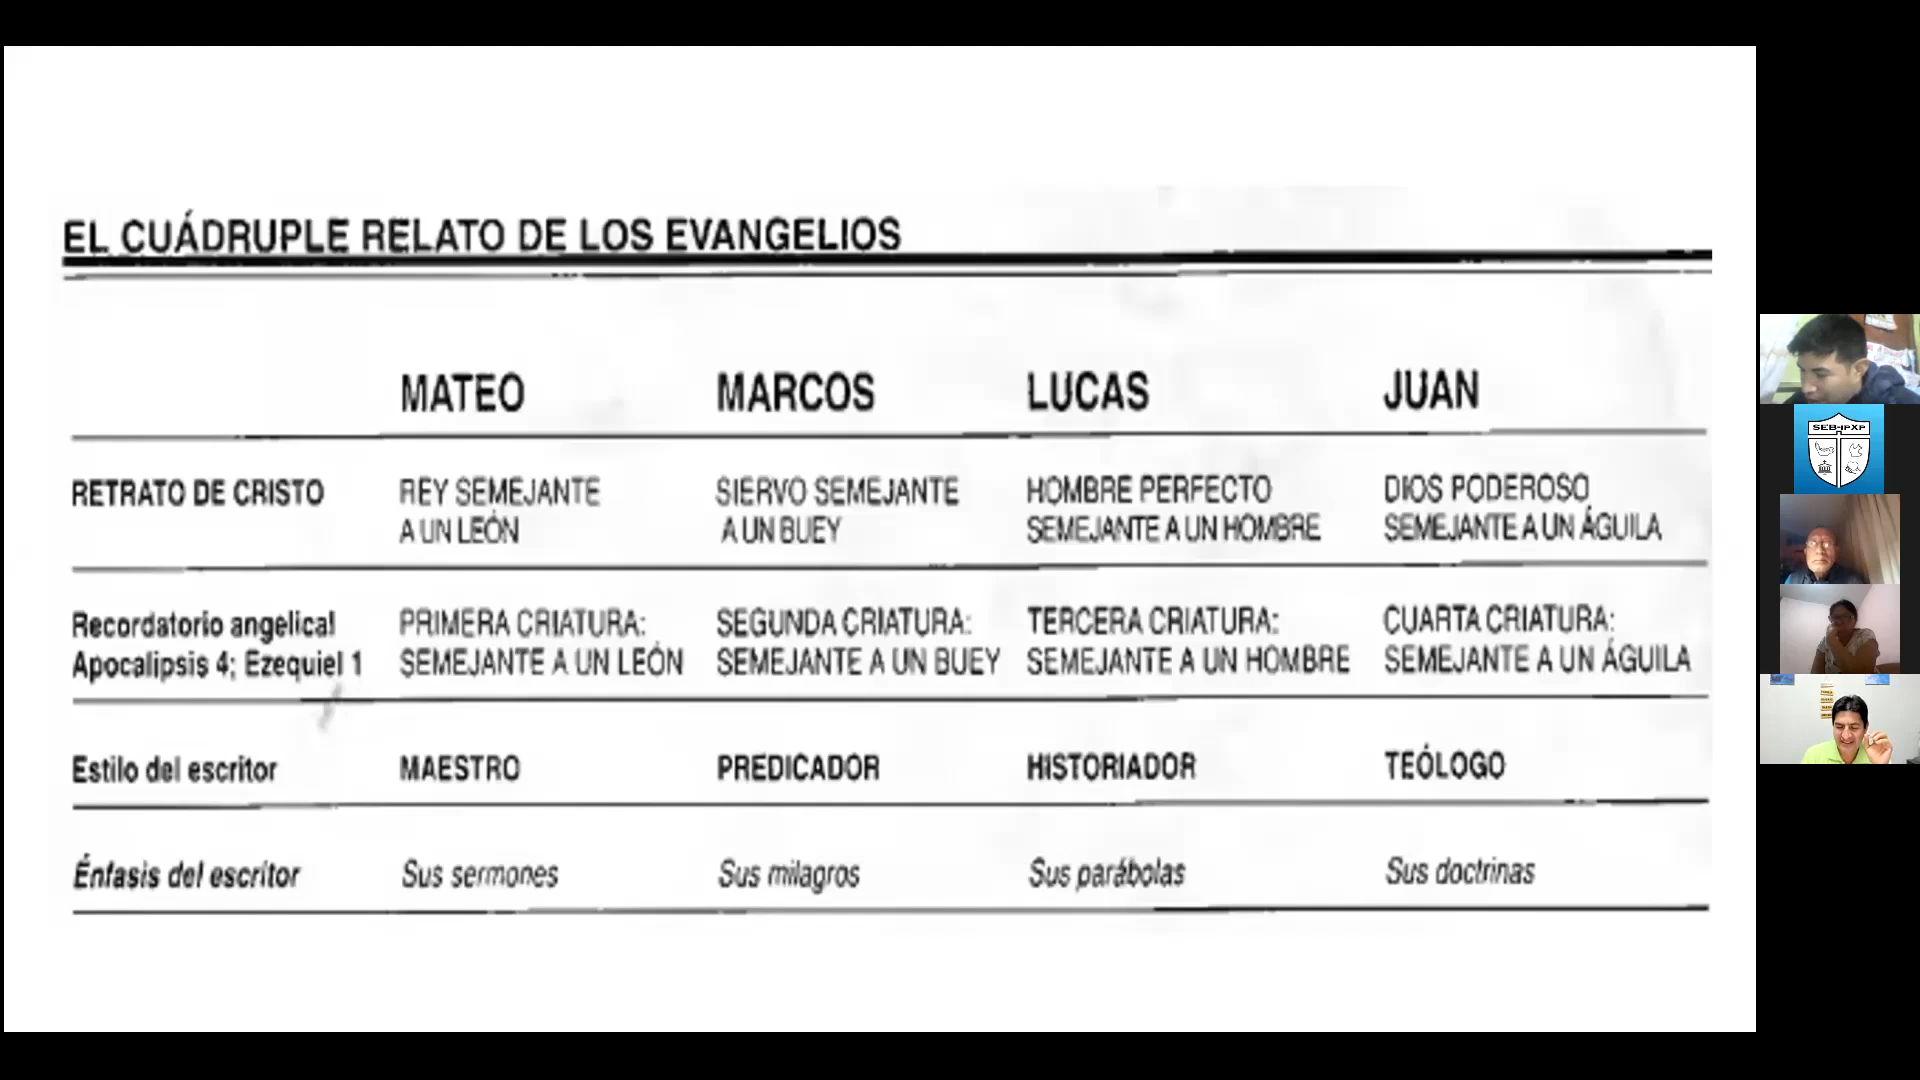 EL CUÁDRUPLE RELATO DE LOS EVANGELIOS
MATEO MARCOS LUCAS JUAN
RETRATO DE CRISTO REY SEMEJANTE SIERVO SEMEJANTE HOMBRE PERFECTO DIOS PODEROSO
A UN LEÓN A UN BUEY SEMEJANTE A UN HOMBRE SEMEJANTE A UN ÁGUILA
Recordatorio angelical PRIMERA CRIATURA: SEGUNDA CRIATURA: TERCERA CRIATURA: CUARTA CRIATURA:
Apocalipsis 4; Ezequiel 1 SEMEJANTE A UN LEÓN SEMEJANTE A UN BUEY SEMEJANTE A UN HOMBRE SEMEJANTE A UN ÁGUILA
Estilo del escritor MAESTRO PREDICADOR HISTORIADOR TEÓLOGO
Énfasis del escritor Sus sermones Sus milagros Sus parábolas Sus doctrinas
SEB-IPXP